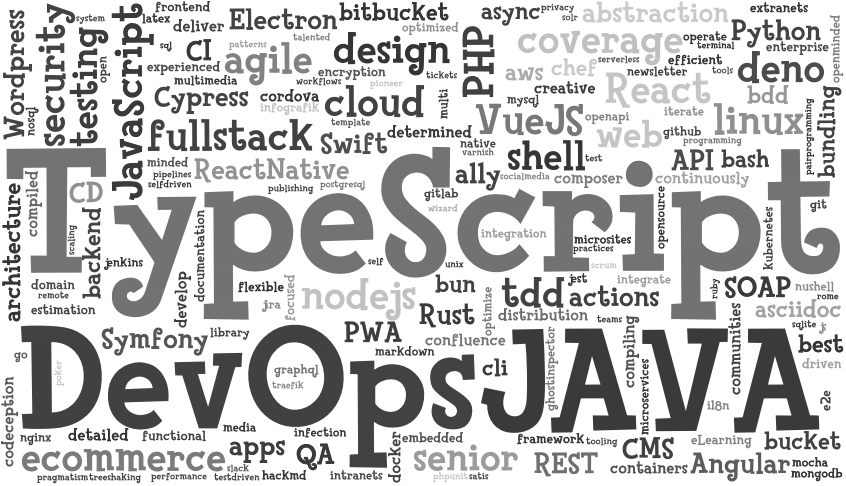 Wordpress
nosql
security
testing
system
open
JavaScript
frontend
latex
deliver
sql
CI
experienced
multimedia
patterns
talented
Electron
agile
workflows
bitbucket
optimized
design
encryption
pioneer
tickets
Cypress
cordova
infografik
cloud
template
multi
PHP
async
privacy
solr
abstraction
extranets
coverage
operate
terminal
Python
enterprise
openminded
serverless
aws
chef
newsletter
efficient
tools
deno
creative
React
bdd
mysql
fullstack
Swift
determined
VueJS
openapi
iterate
linux
pairprogramming
bundling
web
github
programming
native
varnish
shell
test
API
bash
minded
pipelines
selfdriven
ReactNative
publishing
postgresql
ally
socialmedia
composer
continuously
gitlab
wizard
compiled
CD
architecture
scaling
backend
TypeScript
documentation
integration
microsites
practices
opensource
Kubernetes
git
jenkins
self
unix
scrum
domain
remote
estimation
develop
flexible
jra
focused
nodejs
bun
tdd
jest
actions
integrate
ruby
SOAP
nushell
rome
Rust
optimize
distribution
teams
asciidoc
sqlite
jr
Symfony
library
PWA
markdown
confluence
cli
ghostinspector
compiling
microservices
communities
best
driven
go
DevOps
JAVA
poker
graphql
traefik
i18n
e2e
codeception
nginx
detailed
functional
media
infection
docker
embedded
framework
tooling
CMS
eLearning
bucket
ecommerce
apps
slack
QA
senior
REST
containers
Angular
mocha
mongodb
pragmatism
treeshaking
performance
testdriven
hackmd
intranets
phpunit
satis